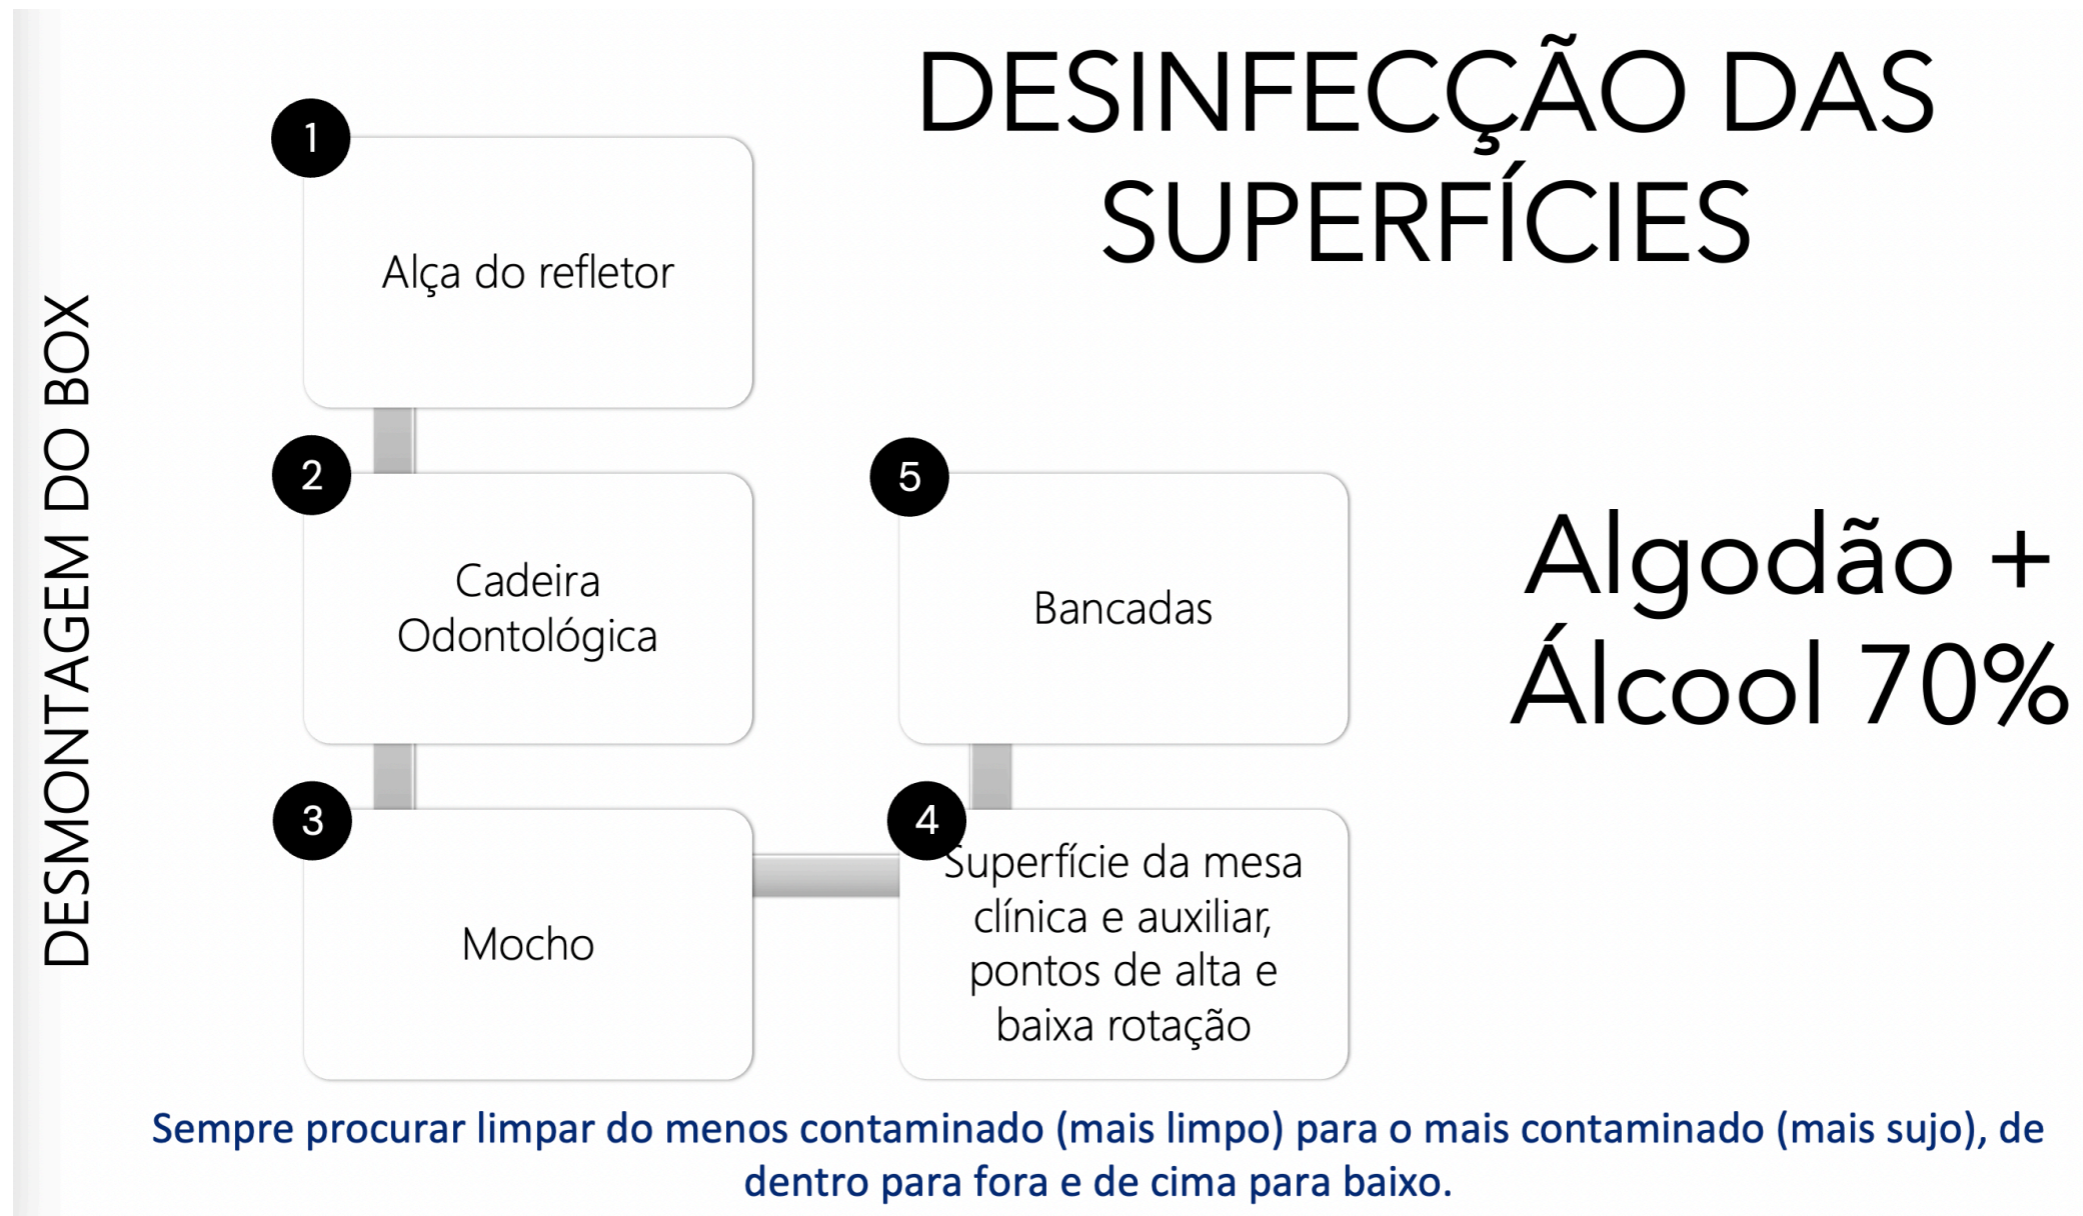 DESMONTAGEM DO BOX
DESINFECÇÃO DAS
SUPERFÍCIES
1
Alça do refletor
2
Cadeira
Odontológica
3
Mocho
4
Superfície da mesa
clínica e auxiliar,
pontos de alta e
baixa rotação
5
Bancadas
Algodão +
Álcool 70%
Sempre procurar limpar do menos contaminado (mais limpo) para o mais contaminado (mais sujo), de
dentro para fora e de cima para baixo.